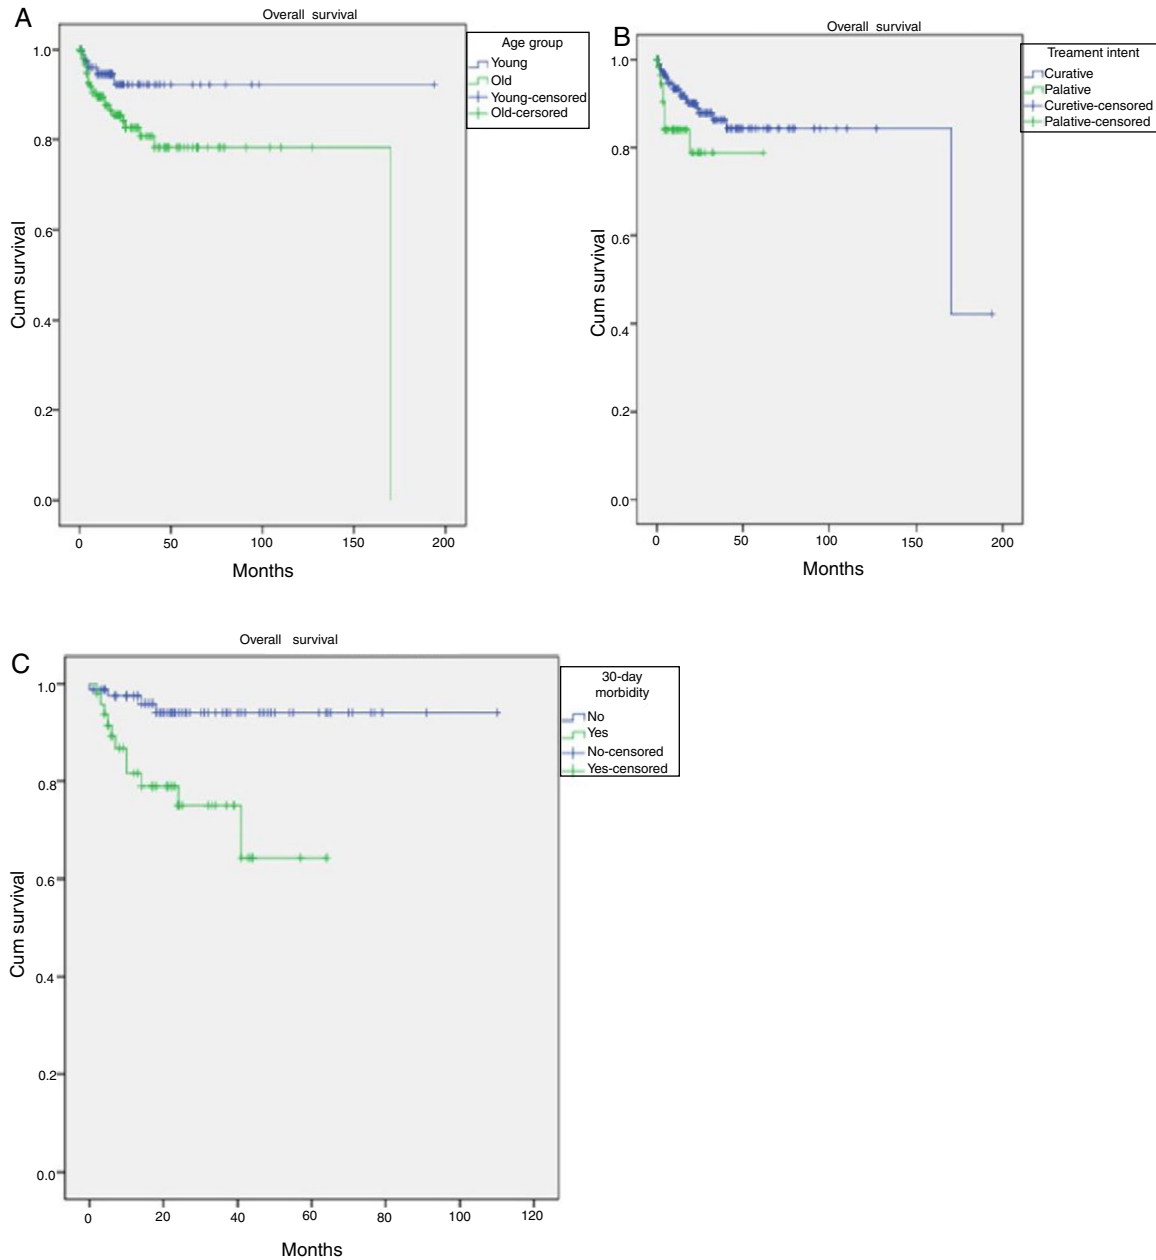 A
Overall survival
Age group
Young
Old
Young-censored
Old-cersored
1.0
0.8
0.6
0.4
0.2
0.0
Cum survival
0 50 100 150 200
Months
B
Overall survival
Treament intent
Curative
Palative
Curetive-censored
Palative-censored
1.0
0.8
0.6
0.4
0.2
0.0
Cum survival
0 50 100 150 200
Months
C
Overall survival
30-day
morbidity
No
Yes
No-censored
Yes-censored
1.0
0.8
0.6
0.4
0.2
0.0
Cum survival
0 20 40 60 80 100 120
Months